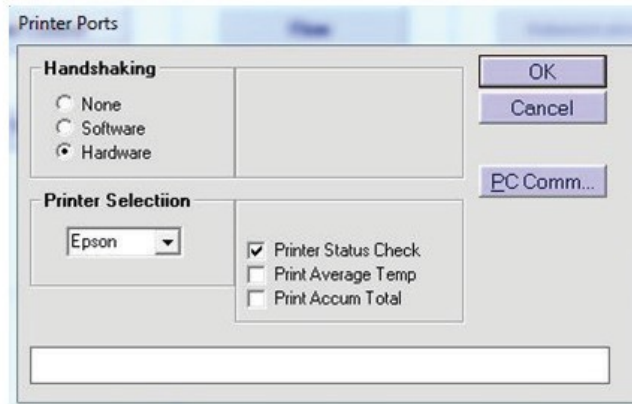 Printer Ports
Handshaking
None
Software
Hardware
OK
Cancel
PC Comm...
Printer Selectiion
Epson
Printer Status Check
Print Average Temp
Print Accum Total